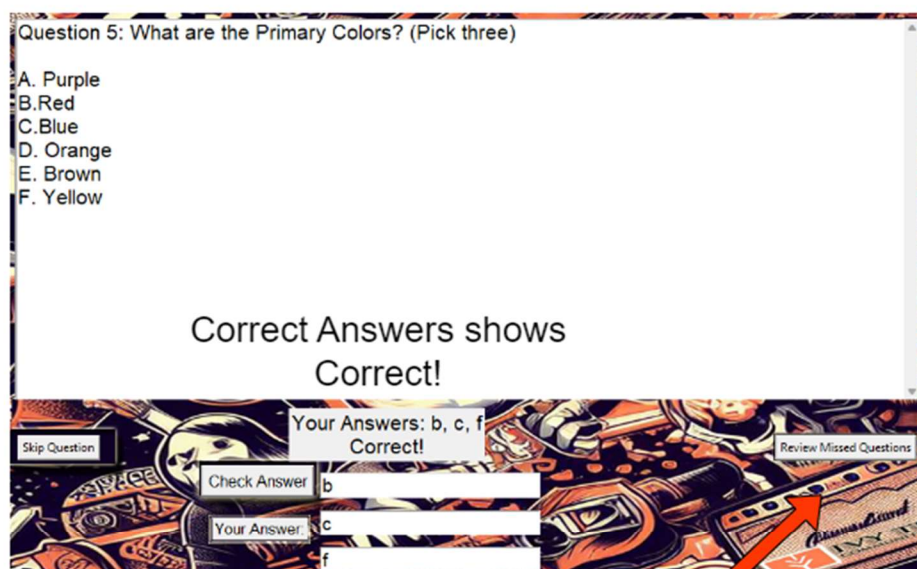 Question 5: What are the Primary Colors? (Pick three)
A. Purple
B.Red
C.Blue
D. Orange
E. Brown
F. Yellow
Correct Answers shows
Correct!
Your Answers: b, c, f
Correct!
Skip Question
Review Missed Questions
Check Answer
b
Your Answer:
c
f